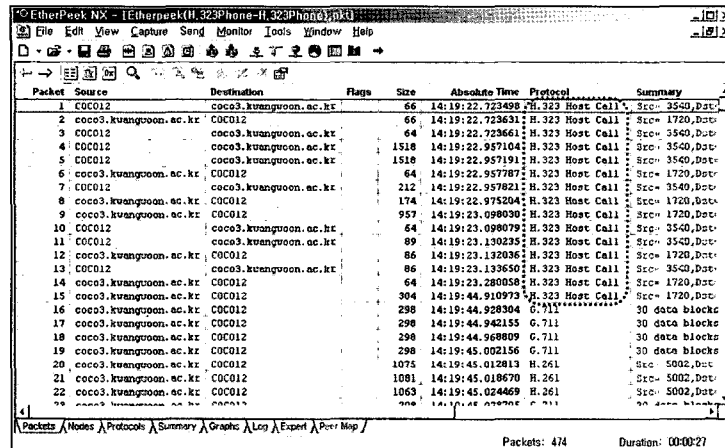 EtherPeek NX - [Etherpeek(H.323Phone-H.323Phone).pkt]
File Edit View Capture Send Monitor Tools Window Help
Packet Source Destination Flags Size Absolute Time Protocol Summary
1 COCO12 coco3.kwangwoon.ac.kr 66 14:19:22.723498 H.323 Host Call Src= 3540,Dst=
2 coco3.kwangwoon.ac.kr COCO12 66 14:19:22.723631 H.323 Host Call Src= 1720,Dst=
3 COCO12 coco3.kwangwoon.ac.kr 64 14:19:22.723661 H.323 Host Call Src= 3540,Dst=
4 COCO12 coco3.kwangwoon.ac.kr 1518 14:19:22.957104 H.323 Host Call Src= 3540,Dst=
5 COCO12 coco3.kwangwoon.ac.kr 1518 14:19:22.957191 H.323 Host Call Src= 3540,Dst=
6 coco3.kwangwoon.ac.kr COCO12 64 14:19:22.957787 H.323 Host Call Src= 1720,Dst=
7 COCO12 coco3.kwangwoon.ac.kr 212 14:19:22.957821 H.323 Host Call Src= 3540,Dst=
8 coco3.kwangwoon.ac.kr COCO12 174 14:19:22.975204 H.323 Host Call Src= 1720,Dst=
9 coco3.kwangwoon.ac.kr COCO12 957 14:19:23.098030 H.323 Host Call Src= 1720,Dst=
10 COCO12 coco3.kwangwoon.ac.kr 64 14:19:23.098079 H.323 Host Call Src= 3540,Dst=
11 COCO12 coco3.kwangwoon.ac.kr 89 14:19:23.130235 H.323 Host Call Src= 3540,Dst=
12 coco3.kwangwoon.ac.kr COCO12 86 14:19:23.132036 H.323 Host Call Src= 1720,Dst=
13 COCO12 coco3.kwangwoon.ac.kr 86 14:19:23.133650 H.323 Host Call Src= 3540,Dst=
14 coco3.kwangwoon.ac.kr COCO12 64 14:19:23.280058 H.323 Host Call Src= 1720,Dst=
15 coco3.kwangwoon.ac.kr COCO12 304 14:19:44.910973 H.323 Host Call Src= 1720,Dst=
16 coco3.kwangwoon.ac.kr COCO12 298 14:19:44.928304 G.711 30 data blocks
17 coco3.kwangwoon.ac.kr COCO12 298 14:19:44.942155 G.711 30 data blocks
18 coco3.kwangwoon.ac.kr COCO12 298 14:19:44.968809 G.711 30 data blocks
19 coco3.kwangwoon.ac.kr COCO12 298 14:19:45.002156 G.711 30 data blocks
20 coco3.kwangwoon.ac.kr COCO12 1075 14:19:45.012813 H.261 Src= 5002,Dst
21 coco3.kwangwoon.ac.kr COCO12 1081 14:19:45.018670 H.261 Src= 5002,Dst
22 coco3.kwangwoon.ac.kr COCO12 1063 14:19:45.024469 H.261 Src= 5002,Dst
Packets Nodes Protocols Summary Graphs Log Expert Peer Map
Packets: 474 Duration: 00:00:27